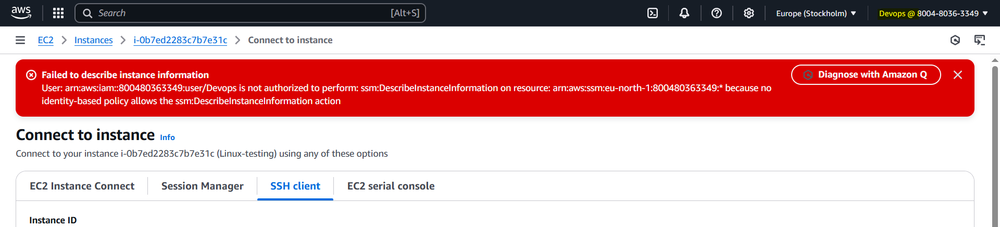 aws
Search
[Alt+S]
Europe (Stockholm)
Devops @ 8004-8036-3349
EC2
Instances
i-0b7ed2283c7b7e31c
Connect to instance
Failed to describe instance information
Diagnose with Amazon Q
User: arn:aws:iam::800480363349:user/Devops is not authorized to perform: ssm:DescribeInstanceInformation on resource: arn:aws:ssm:eu-north-1:800480363349:* because no
identity-based policy allows the ssm:DescribeInstanceInformation action
Connect to instance Info
Connect to your instance i-0b7ed2283c7b7e31c (Linux-testing) using any of these options
EC2 Instance Connect
Session Manager
SSH client
EC2 serial console
Instance ID